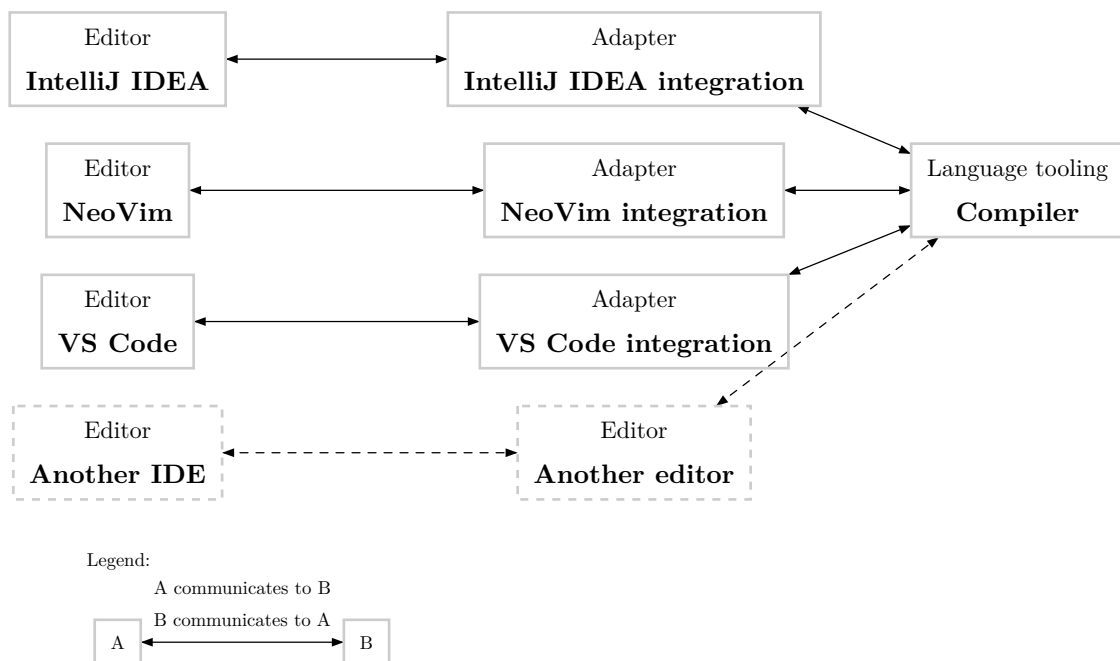 Editor
IntelliJ IDEA
Adapter
IntelliJ IDEA integration
Editor
NeoVim
Adapter
NeoVim integration
Language tooling
Compiler
Editor
VS Code
Adapter
VS Code integration
Editor
Another IDE
Editor
Another editor
Legend:
A communicates to B
B communicates to A
A
B